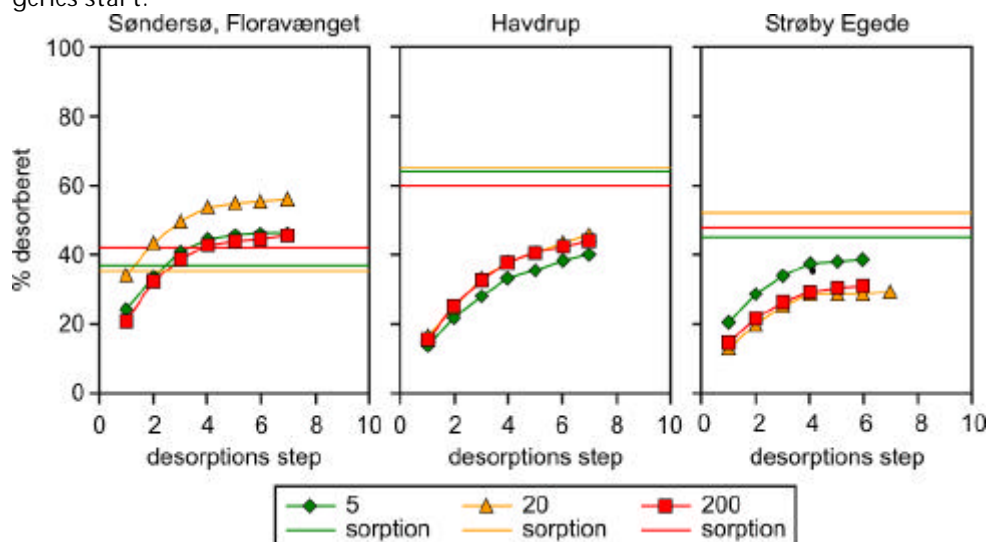 geries start.
Søndersø, Floravænget
Havdrup
Strøby Egede
% desorberet
100
80
60
40
20
0
0 2 4 6 8 10
0 2 4 6 8 10
0 2 4 6 8 10
desorptions step
desorptions step
desorptions step
5 20 200
sorption sorption sorption